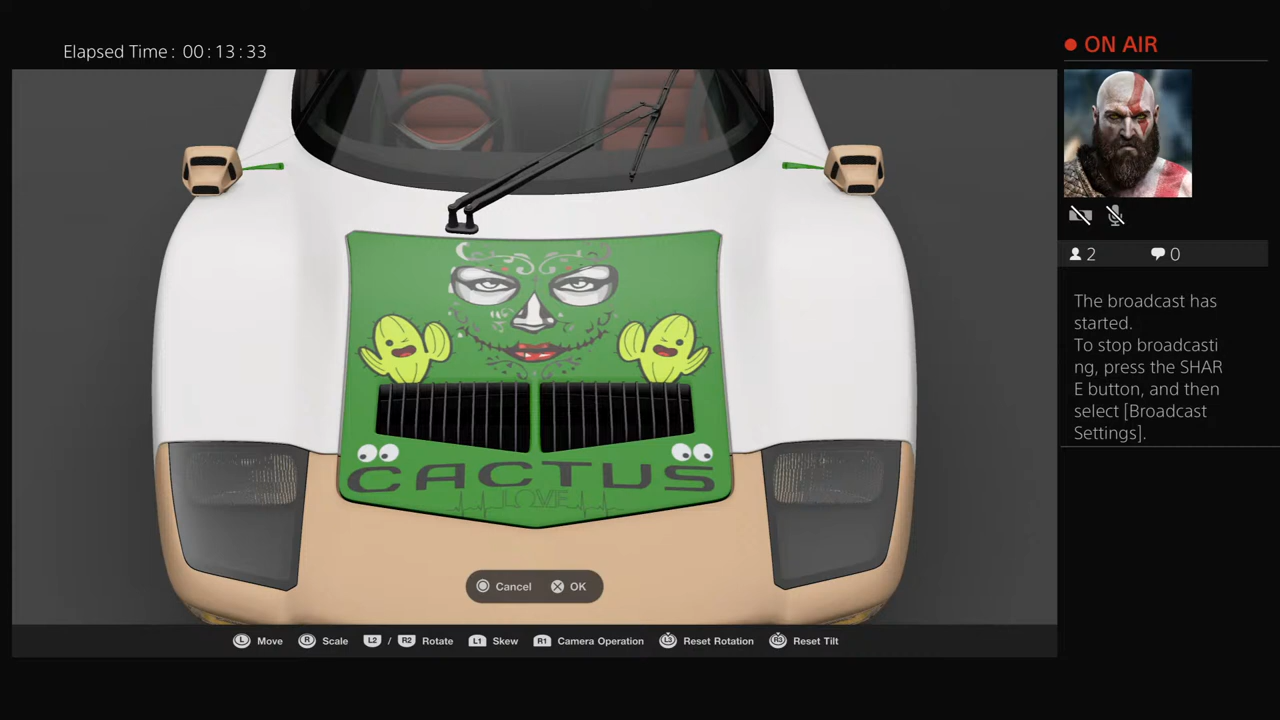 Elapsed Time: 00:13:33
ON AIR
2
0
The broadcast has
started.
To stop broadcasti
ng, press the SHAR
E button, and then
select [Broadcast
Settings].
CACTUS
LOVE
Cancel
OK
L Move
R Scale
L2 / R2 Rotate
L1 Skew
R1 Camera Operation
L3 Reset Rotation
R3 Reset Tilt